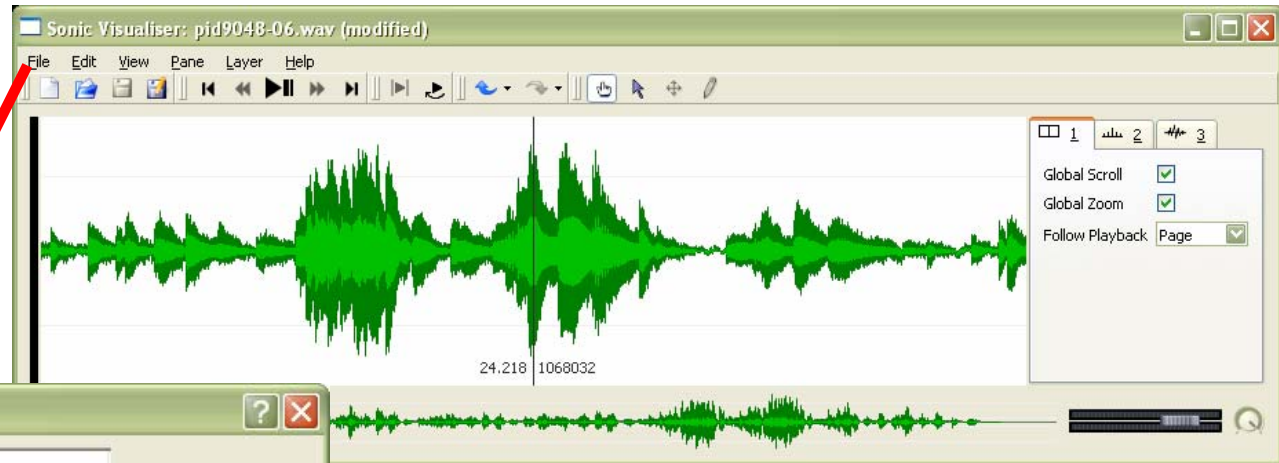 Sonic Visualiser: pid9048-06.wav (modified)
File Edit View Pane Layer Help
1 2 3
Global Scroll
Global Zoom
Follow Playback Page
24.218 1068032
?